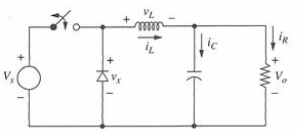 + v_L −
i_L
i_C
i_R
+
V_s
−
+
v_x
−
+
V_o
−